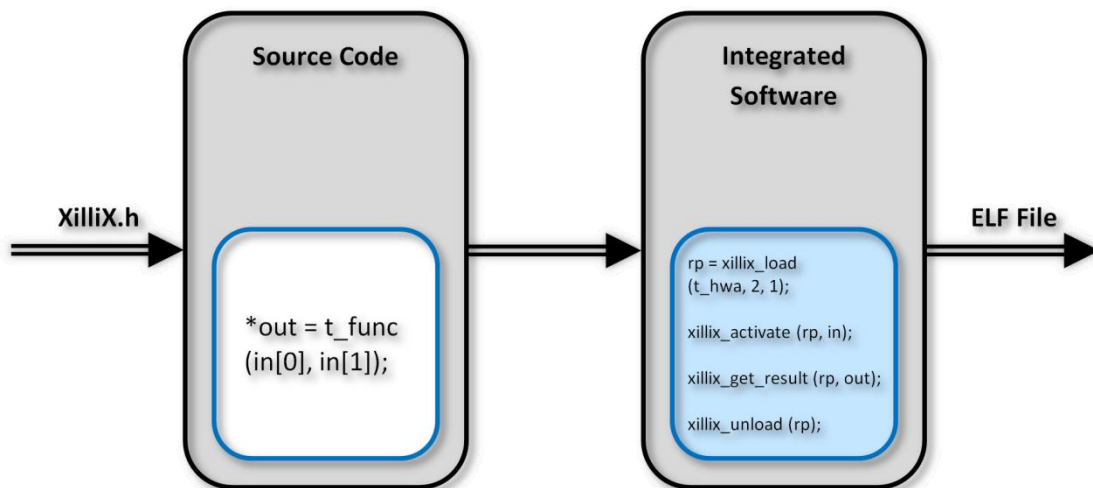 Source Code
Integrated
Software
XilliX.h
ELF File
*out = t_func
(in[0], in[1]);
rp = xillix_load
(t_hwa, 2, 1);
xillix_activate (rp, in);
xillix_get_result (rp, out);
xillix_unload (rp);